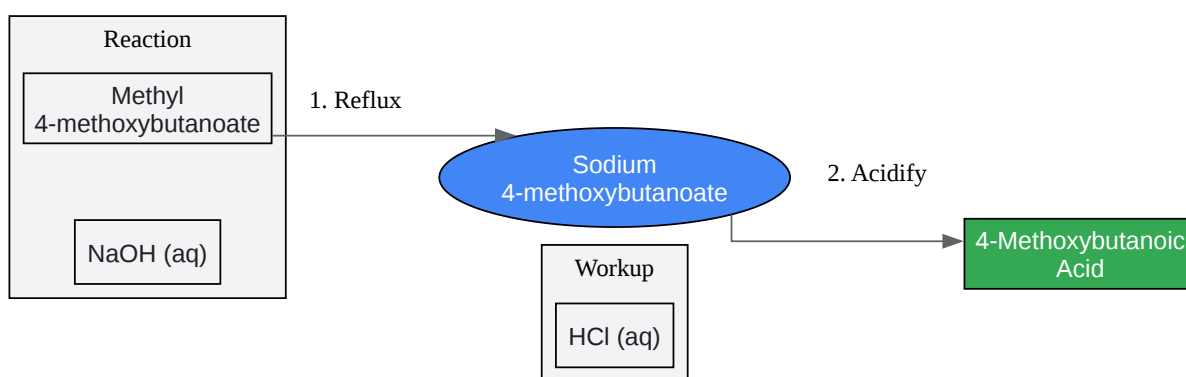 Reaction
Methyl
4-methoxybutanoate
1. Reflux
NaOH (aq)
Sodium
4-methoxybutanoate
2. Acidify
Workup
HCl (aq)
4-Methoxybutanoic
Acid